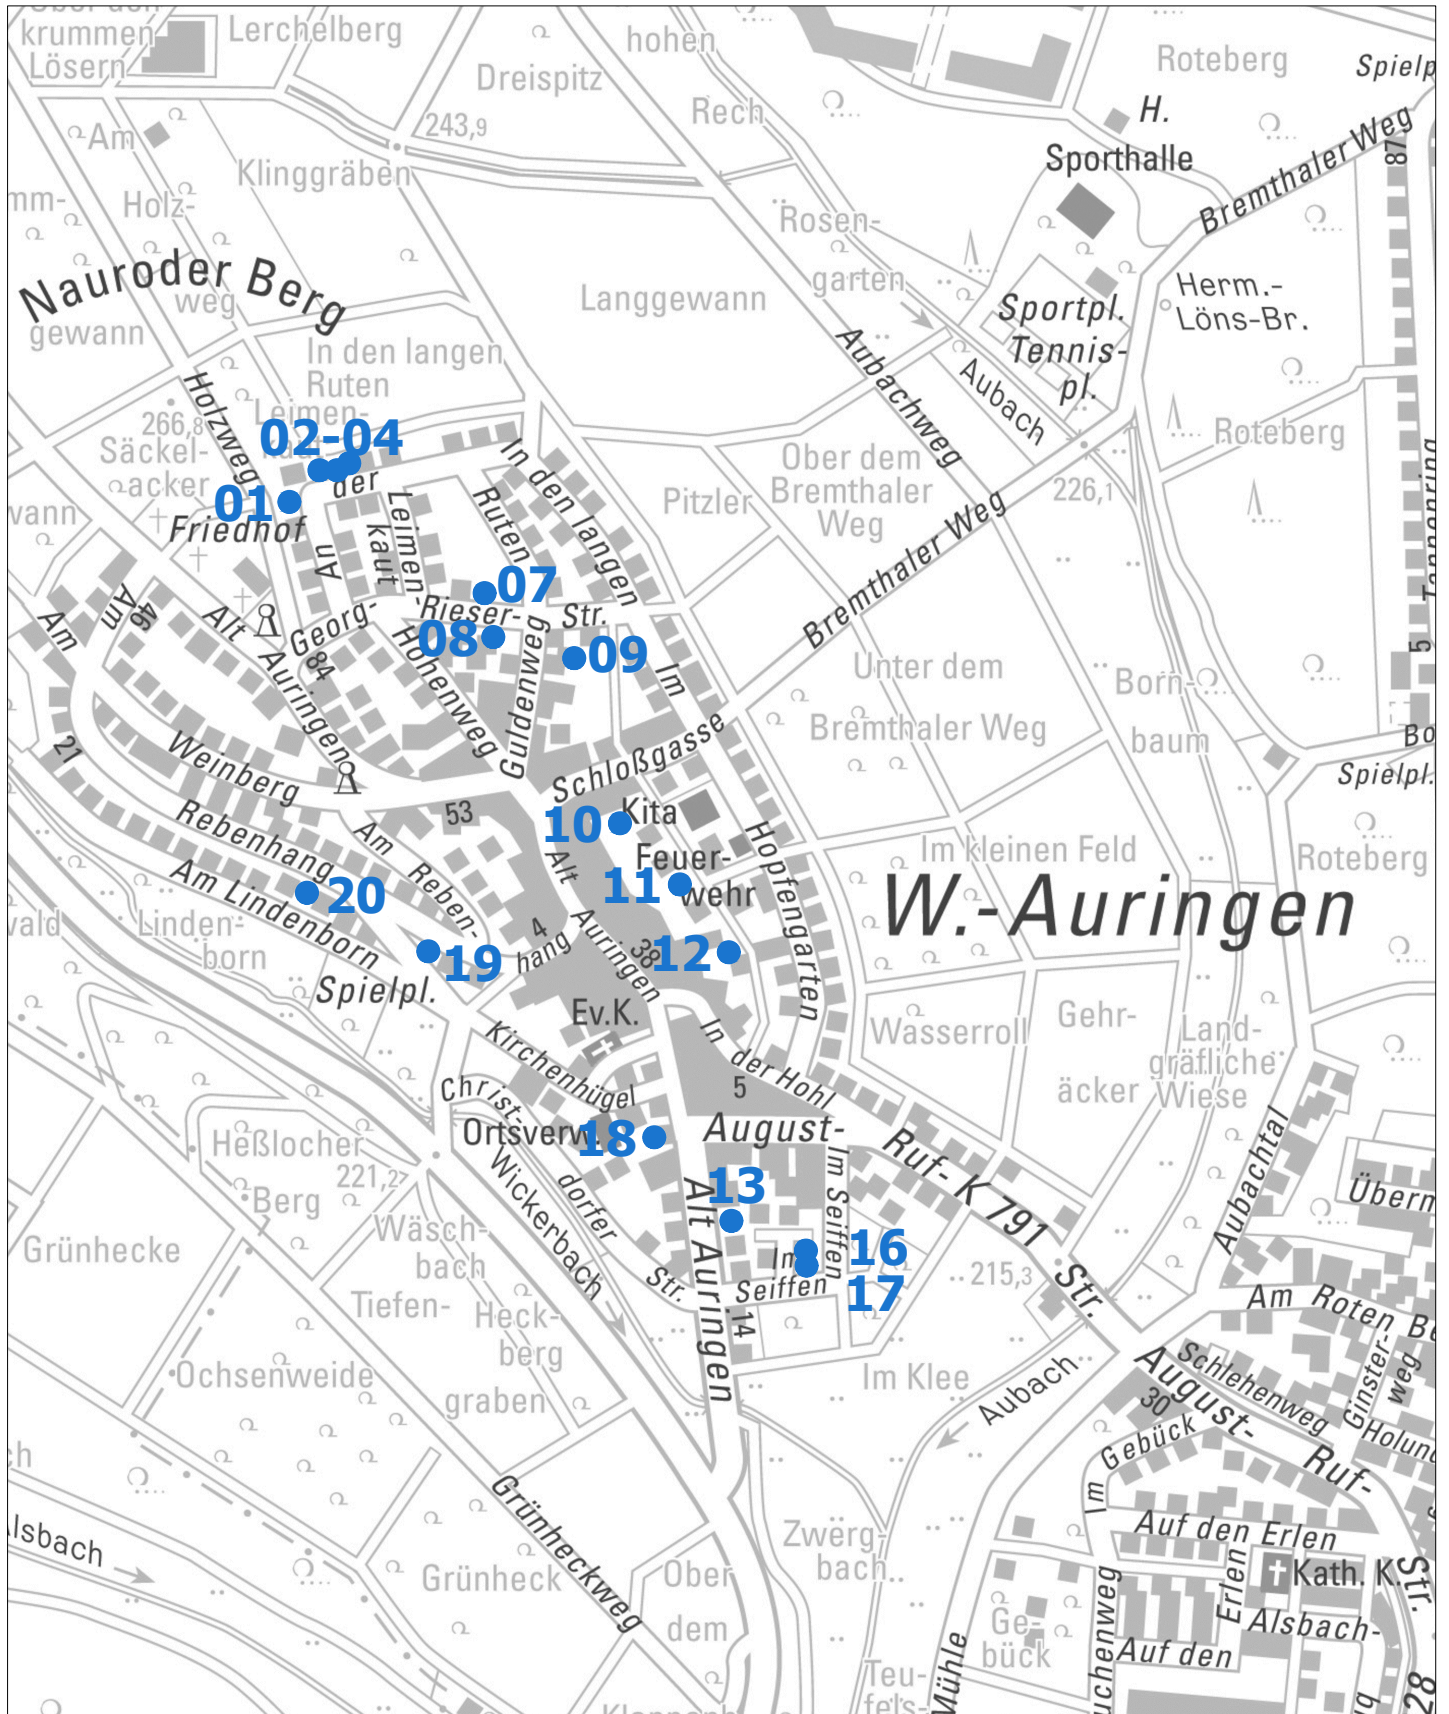 krummen
Lösern
Lerchelberg
hohen
Dreispitz
Rech
Roteberg
H.
Sporthalle
Bremthaler Weg
87
Am
243,9
Klinggräben
Holz-
weg
Rosen-
garten
Nauroder Berg
gewann
Langgewann
Sportpl.
Tennis-
pl.
Herm.-
Löns-Br.
In den langen
Ruten
Aubachweg
Aubach
Holzweg
266,8
Leimen-
02-04
Säckel-
acker
01
Friedhof
An
der
Leimen-
kaut
Ruten
In den langen
Pitzler
Ober dem
Bremthaler
Weg
226,1
Roteberg
Bremthaler Weg
Am
Am
46
Alt
Auringen
Georg-
84
Rieser-
Str.
07
08
09
Hohenweg
Guldenweg
Im
Hopfengarten
Unter dem
Bremthaler Weg
Born-
baum
5
Spielpl.
21
Weinberg
53
Schloßgasse
10
Kita
Feuer-
wehr
11
Rebenhang
Am
Reben-
hang
4
Am Lindenborn
20
Linden-
born
19
Spielpl.
Alt
Auringen
38
12
Im kleinen Feld
Roteberg
W.-Auringen
Ev.K.
Kirchenhügel
In der Hohl
5
Wasserroll
Gehr-
äcker
Land-
gräfliche
Wiese
Christ-
dorfer
Str.
Ortsverw.
18
August-
Ruf-
K 791
Str.
Heßlocher
Berg
221,2
Wickerbach
13
Im Seiffen
16
17
Im
Seiffen
215,3
Aubachtal
Grünhecke
Wäsch-
bach
Tiefen-
Heck-
berg
graben
Alt Auringen
14
Am Roten Be
Ochsenweide
Im Klee
Aubach
August-
Ruf-
Str.
30
Schlehenweg
Ginster-
weg
Im
Gebück
Grünheckweg
Grünheck
Ober
dem
Zwerg-
bach
Auf den Erlen
Erlen
Kath. K.
Alsbach-
Auf den
Ge-
bück
Teu-
fels-
Mühle
28